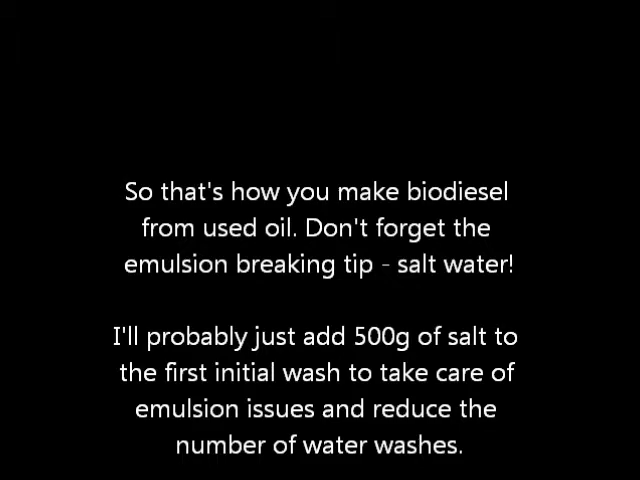 So that's how you make biodiesel
from used oil. Don't forget the
emulsion breaking tip - salt water!
I'll probably just add 500g of salt to
the first initial wash to take care of
emulsion issues and reduce the
number of water washes.